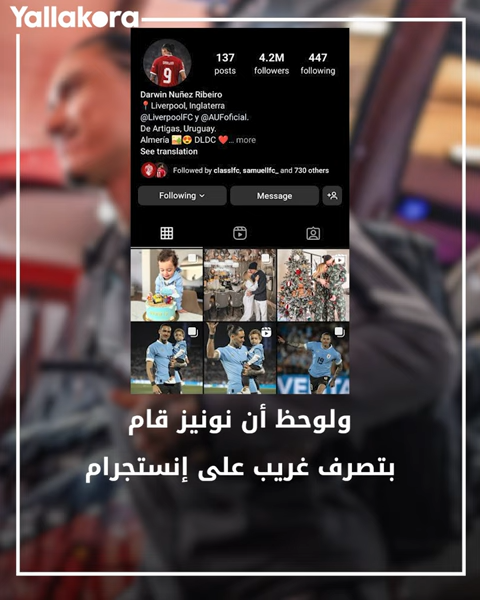 Yallakora
137 4.2M 447
posts followers following
Darwin Nuñez Ribeiro
📍Liverpool, Inglaterra
@LiverpoolFC y @AUFoficial.
De Artigas, Uruguay.
Almería 🏜️😍 DLDC ❤️... more
See translation
Followed by classlfc, samuellfc_ and 730 others
Following Message
ولوحظ أن نونيز قام
بتصرف غريب على إنستجرام